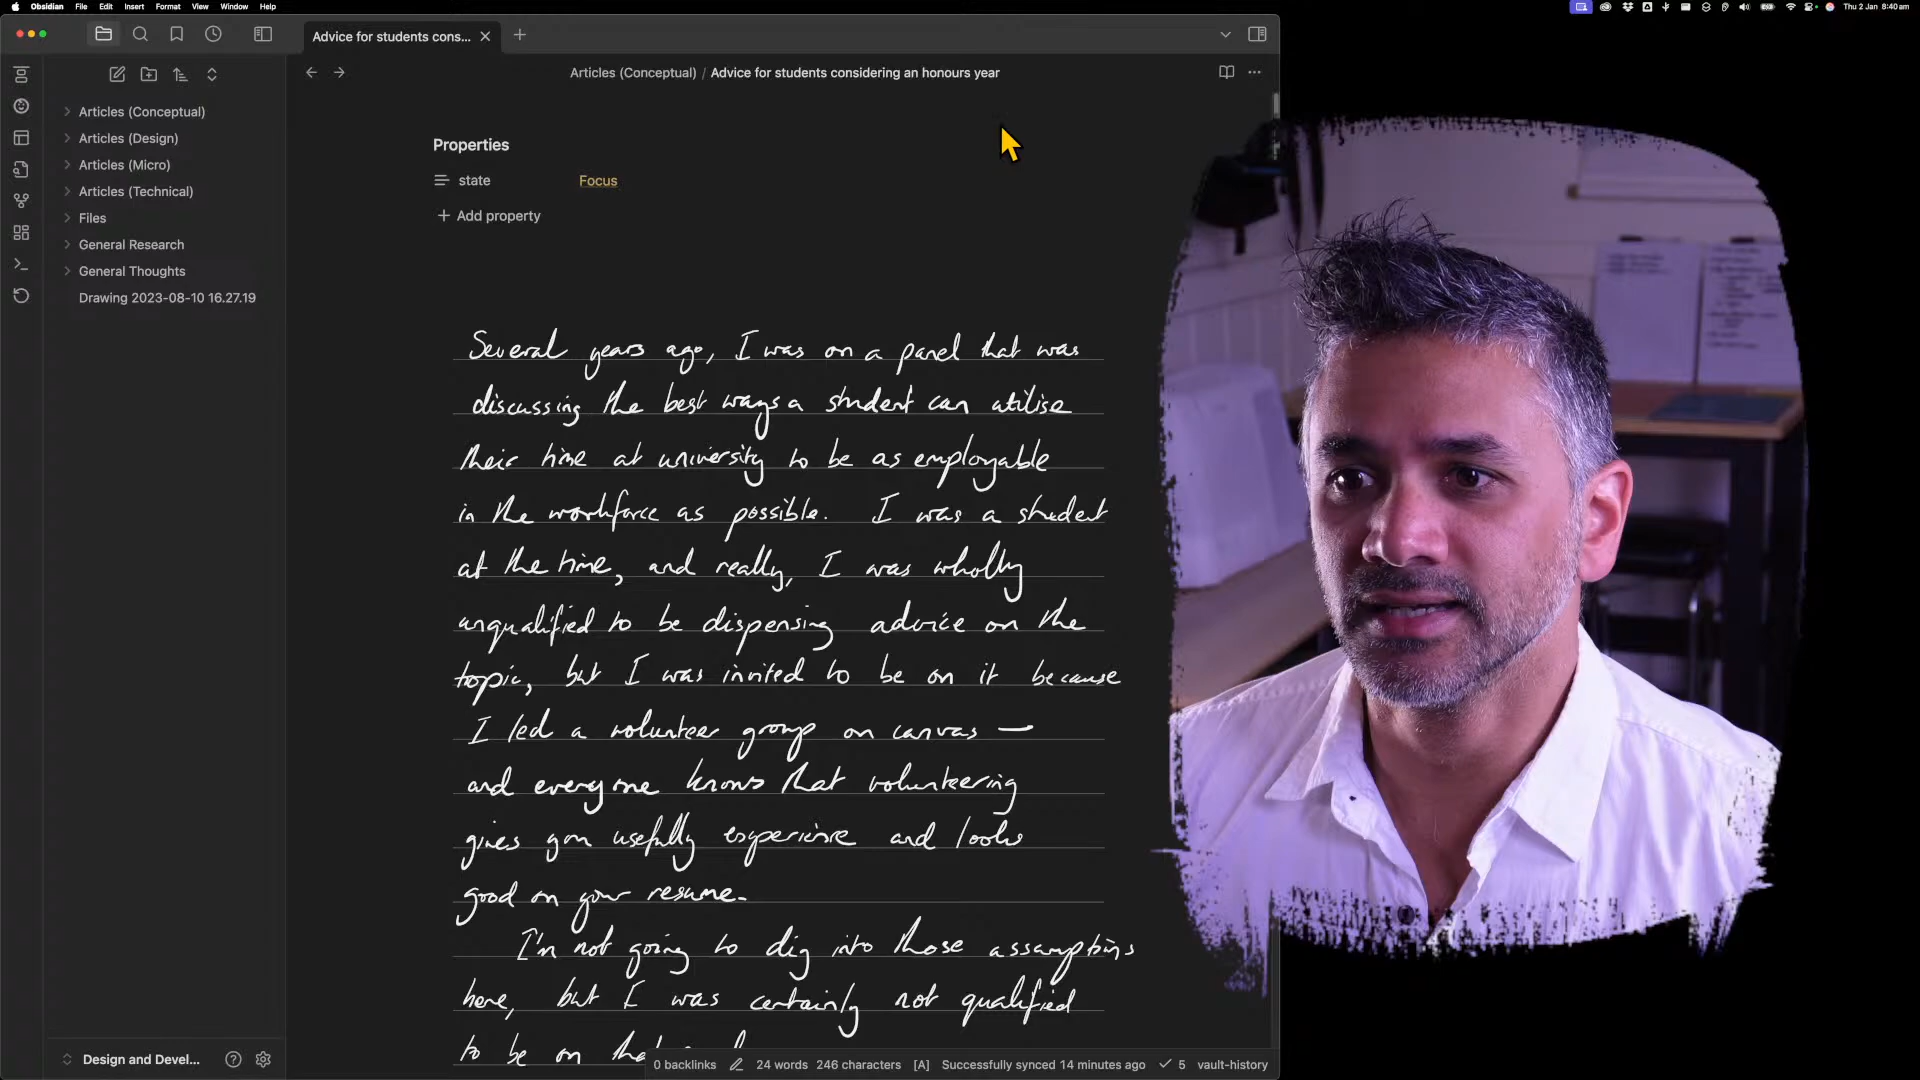 Obsidian File Edit Insert Format View Window Help
Thu 2 Jan 8:40am
Advice for students cons...
Articles (Conceptual) / Advice for students considering an honours year
Articles (Conceptual)
Articles (Design)
Articles (Micro)
Articles (Technical)
Files
General Research
General Thoughts
Drawing 2023-08-10 16.27.19
Properties
state Focus
Add property
Several years ago, I was on a panel that was
discussing the best ways a student can utilise
their time at university to be as employable
in the workforce as possible. I was a student
at the time, and really, I was wholly
unqualified to be dispensing advice on the
topic, but I was invited to be on it because
I led a volunteer group on canvas —
and everyone knows that volunteering
gives you usefully experience and looks
good on your resume.
I'm not going to dig into those assumptions
here, but I was certainly not qualified
to be on that
Design and Devel...
0 backlinks 24 words 246 characters [A] Successfully synced 14 minutes ago 5 vault-history